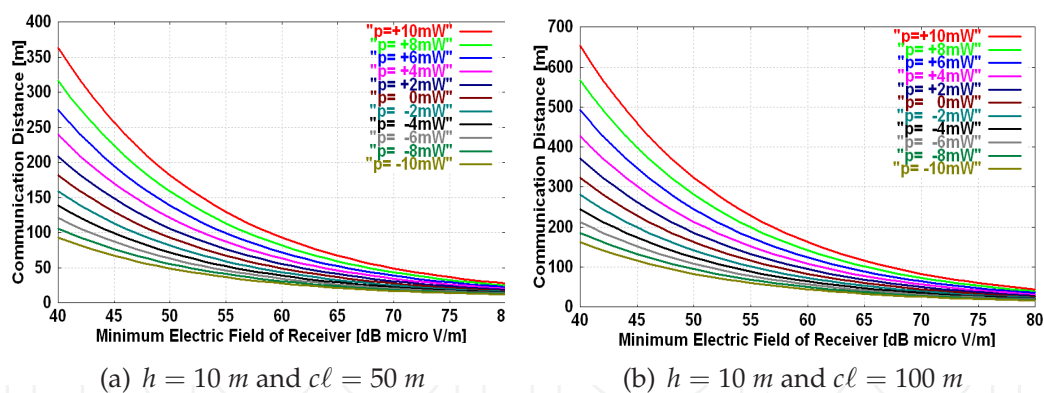 400
350
300
250
200
150
100
50
0
Communication Distance [m]
"p=+10mW"
"p= +8mW"
"p= +6mW"
"p= +4mW"
"p= +2mW"
"p= 0mW"
"p= -2mW"
"p= -4mW"
"p= -6mW"
"p= -8mW"
"p= -10mW"
40 45 50 55 60 65 70 75 8
Minimum Electric Field of Receiver [dB micro V/m]
(a) h = 10 m and cℓ = 50 m
700
600
500
400
300
200
100
0
Communication Distance [m]
"p=+10mW"
"p= +8mW"
"p= +6mW"
"p= +4mW"
"p= +2mW"
"p= 0mW"
"p= -2mW"
"p= -4mW"
"p= -6mW"
"p= -8mW"
"p= -10mW"
40 45 50 55 60 65 70 75 80
Minimum Electric Field of Receiver [dB micro V/m]
(b) h = 10 m and cℓ = 100 m